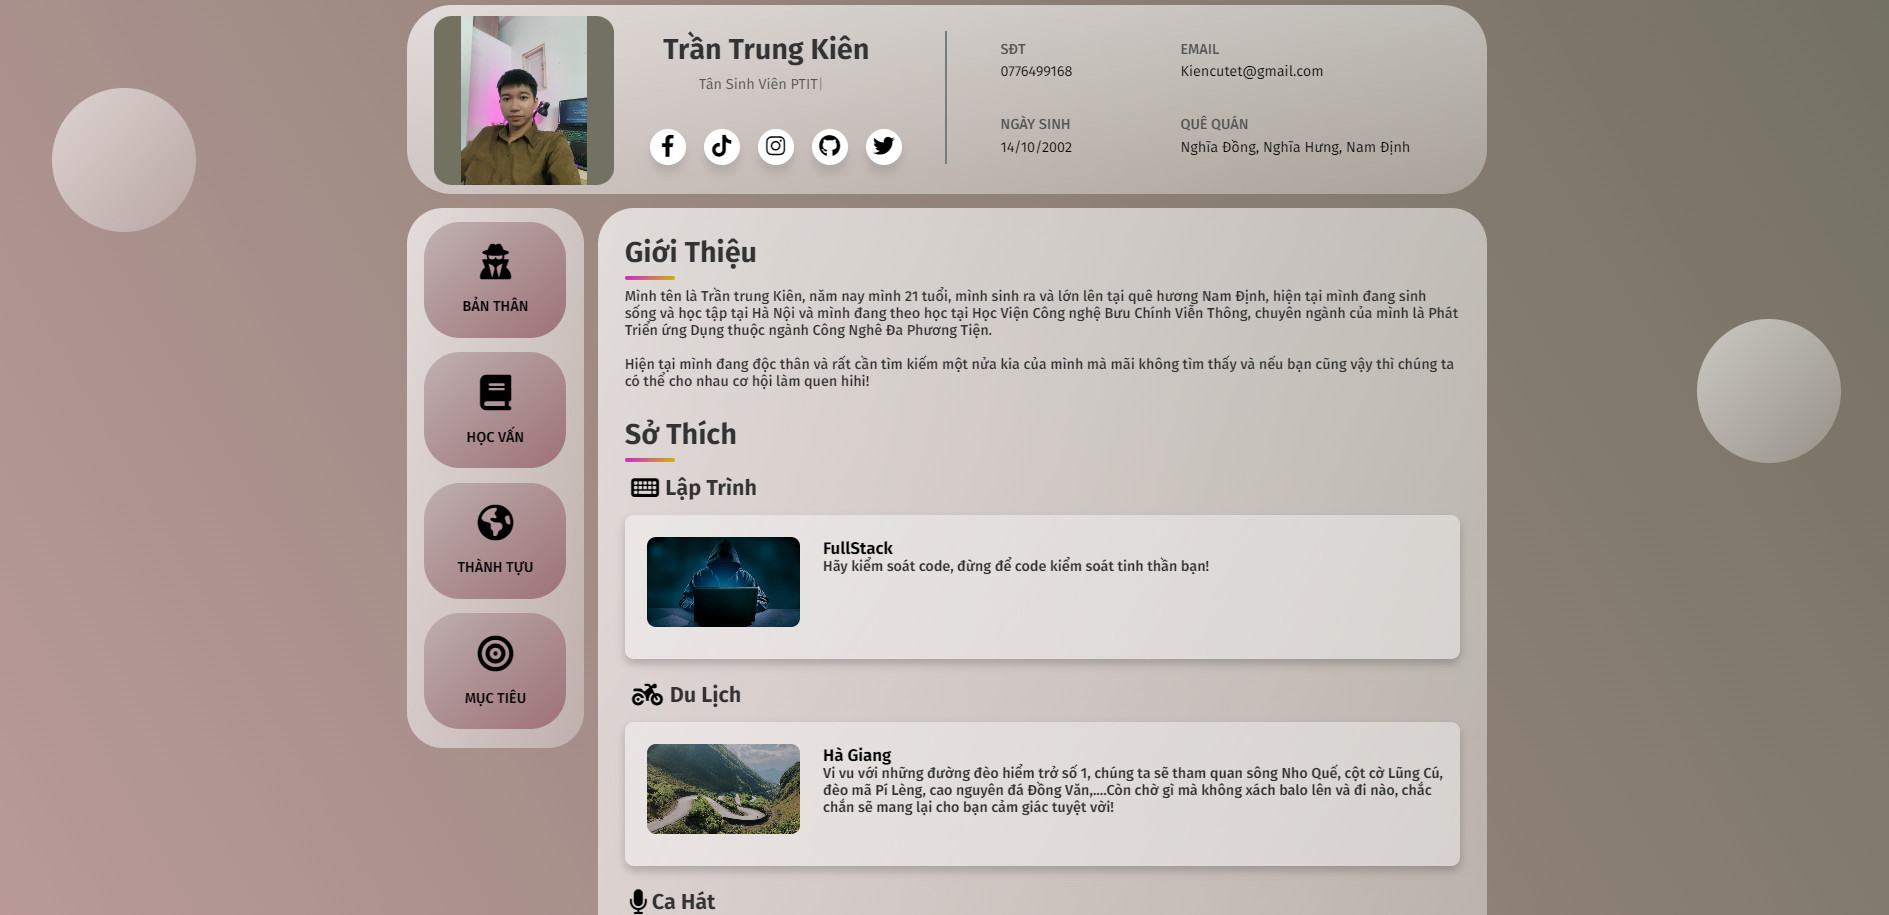 Trần Trung Kiên
Tân Sinh Viên PTIT|
SĐT
0776499168
EMAIL
Kiencutet@gmail.com
NGÀY SINH
14/10/2002
QUÊ QUÁN
Nghĩa Đồng, Nghĩa Hưng, Nam Định
BẢN THÂN
HỌC VẤN
THÀNH TỰU
MỤC TIÊU
Giới Thiệu
Mình tên là Trần trung Kiên, năm nay mình 21 tuổi, mình sinh ra và lớn lên tại quê hương Nam Định, hiện tại mình đang sinh
sống và học tập tại Hà Nội và mình đang theo học tại Học Viện Công nghệ Bưu Chính Viễn Thông, chuyên ngành của mình là Phát
Triển ứng Dụng thuộc ngành Công Nghê Đa Phương Tiện.
Hiện tại mình đang độc thân và rất cần tìm kiếm một nửa kia của mình mà mãi không tìm thấy và nếu bạn cũng vậy thì chúng ta
có thể cho nhau cơ hội làm quen hihi!
Sở Thích
Lập Trình
FullStack
Hãy kiểm soát code, đừng để code kiểm soát tinh thần bạn!
Du Lịch
Hà Giang
Vi vu với những đường đèo hiểm trở số 1, chúng ta sẽ tham quan sông Nho Quế, cột cờ Lũng Cú,
đèo mã Pí Lèng, cao nguyên đá Đồng Văn,....Còn chờ gì mà không xách balo lên và đi nào, chắc
chắn sẽ mang lại cho bạn cảm giác tuyệt vời!
Ca Hát